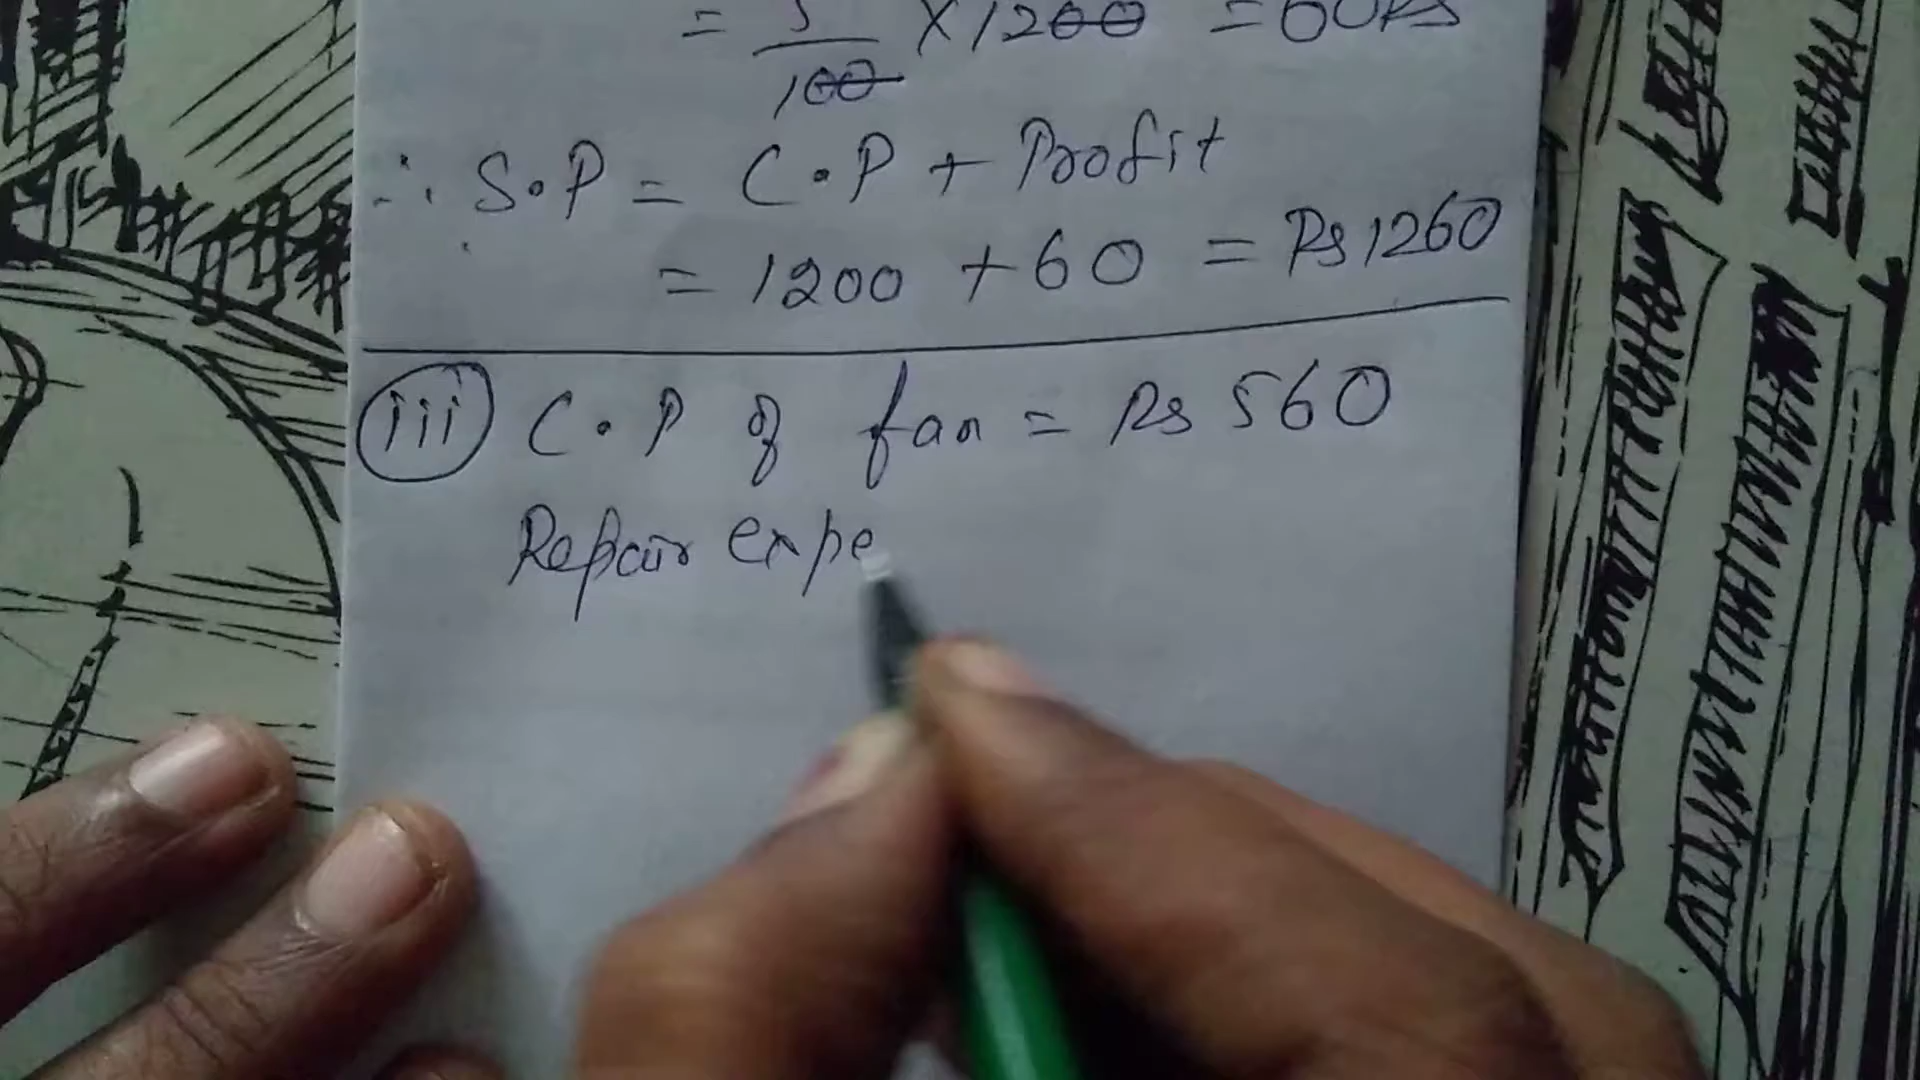 = 5/100 × 1200 = 60Rs
∴ S.P = C.P + Profit
= 1200 + 60 = Rs 1260
iii C.P of fan = Rs 560
Repair expe